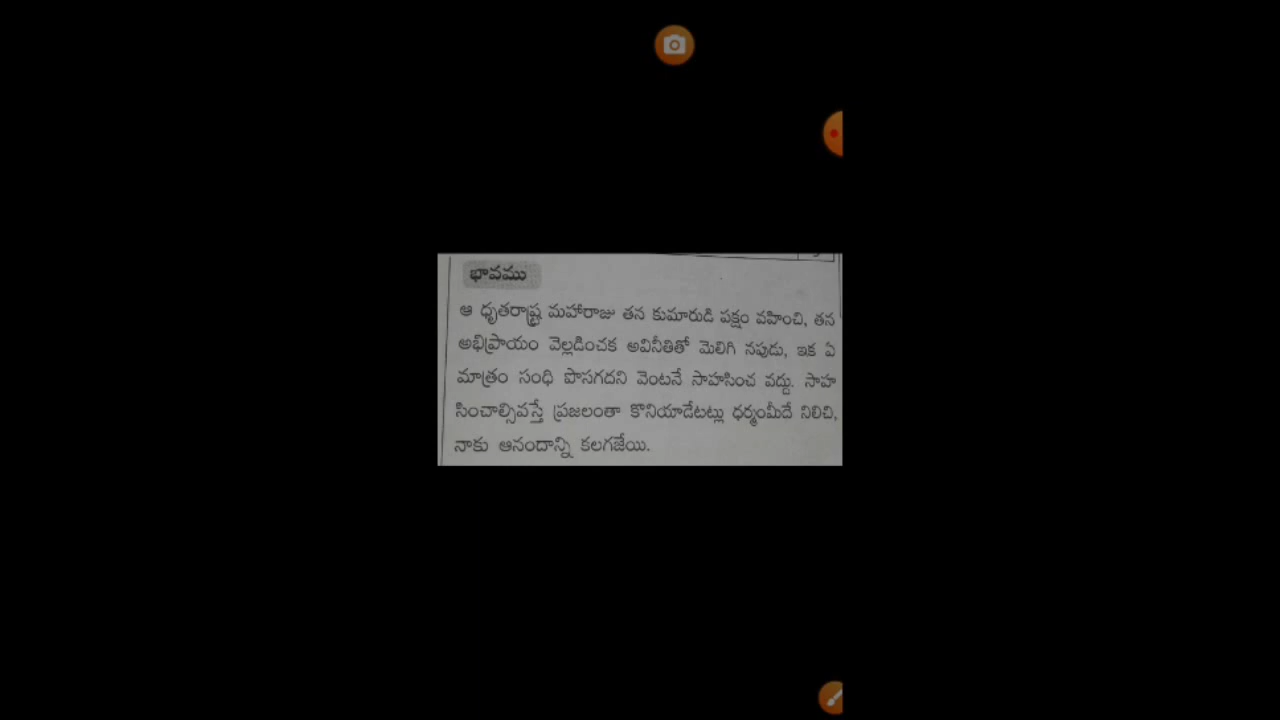 భావము
ఆ ధృతరాష్ట్ర మహారాజు తన కుమారుడి పక్షం వహించి, తన
అభిప్రాయం వెల్లడించక అవినీతితో మెలిగి నపుడు, ఇక ఏ
మాత్రం సంధి పొసగదని వెంటనే సాహసించ వద్దు. సాహ
సించాల్సివస్తే ప్రజలంతా కొనియాడేటట్లు ధర్మంమీదే నిలిచి,
నాకు ఆనందాన్ని కలగజేయి.